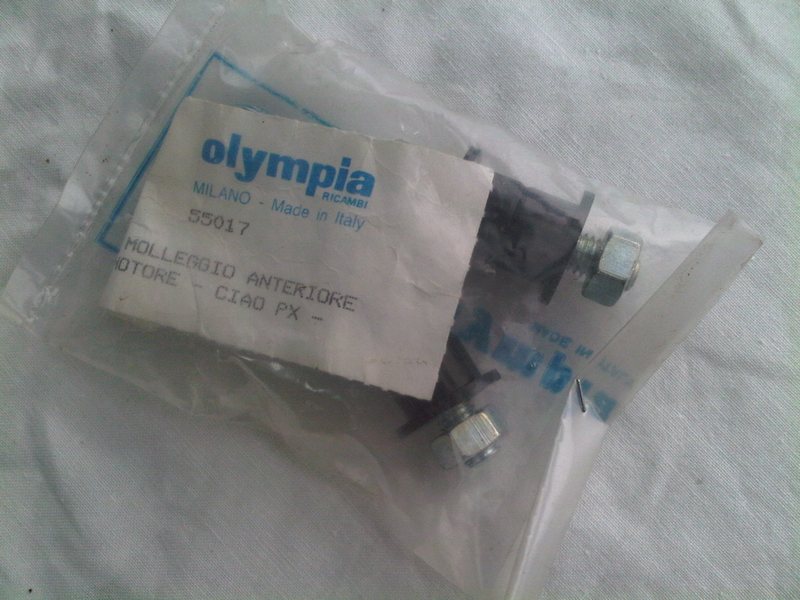 olympia
RICAMBI
MILANO - Made in Italy
55017
MOLLEGGIO ANTERIORE
MOTORE - CIAO PX -